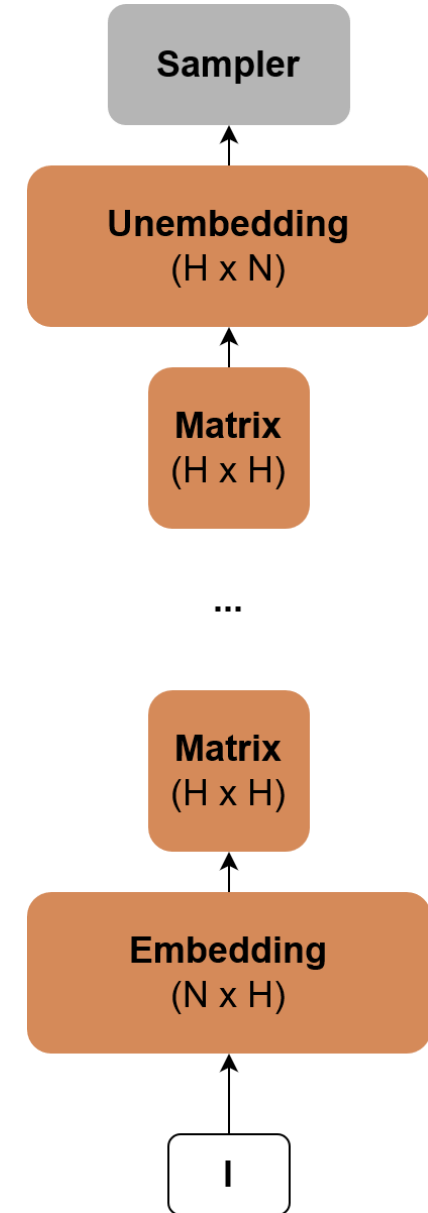 Sampler
Unembedding
(H x N)
Matrix
(H x H)
...
Matrix
(H x H)
Embedding
(N x H)
I